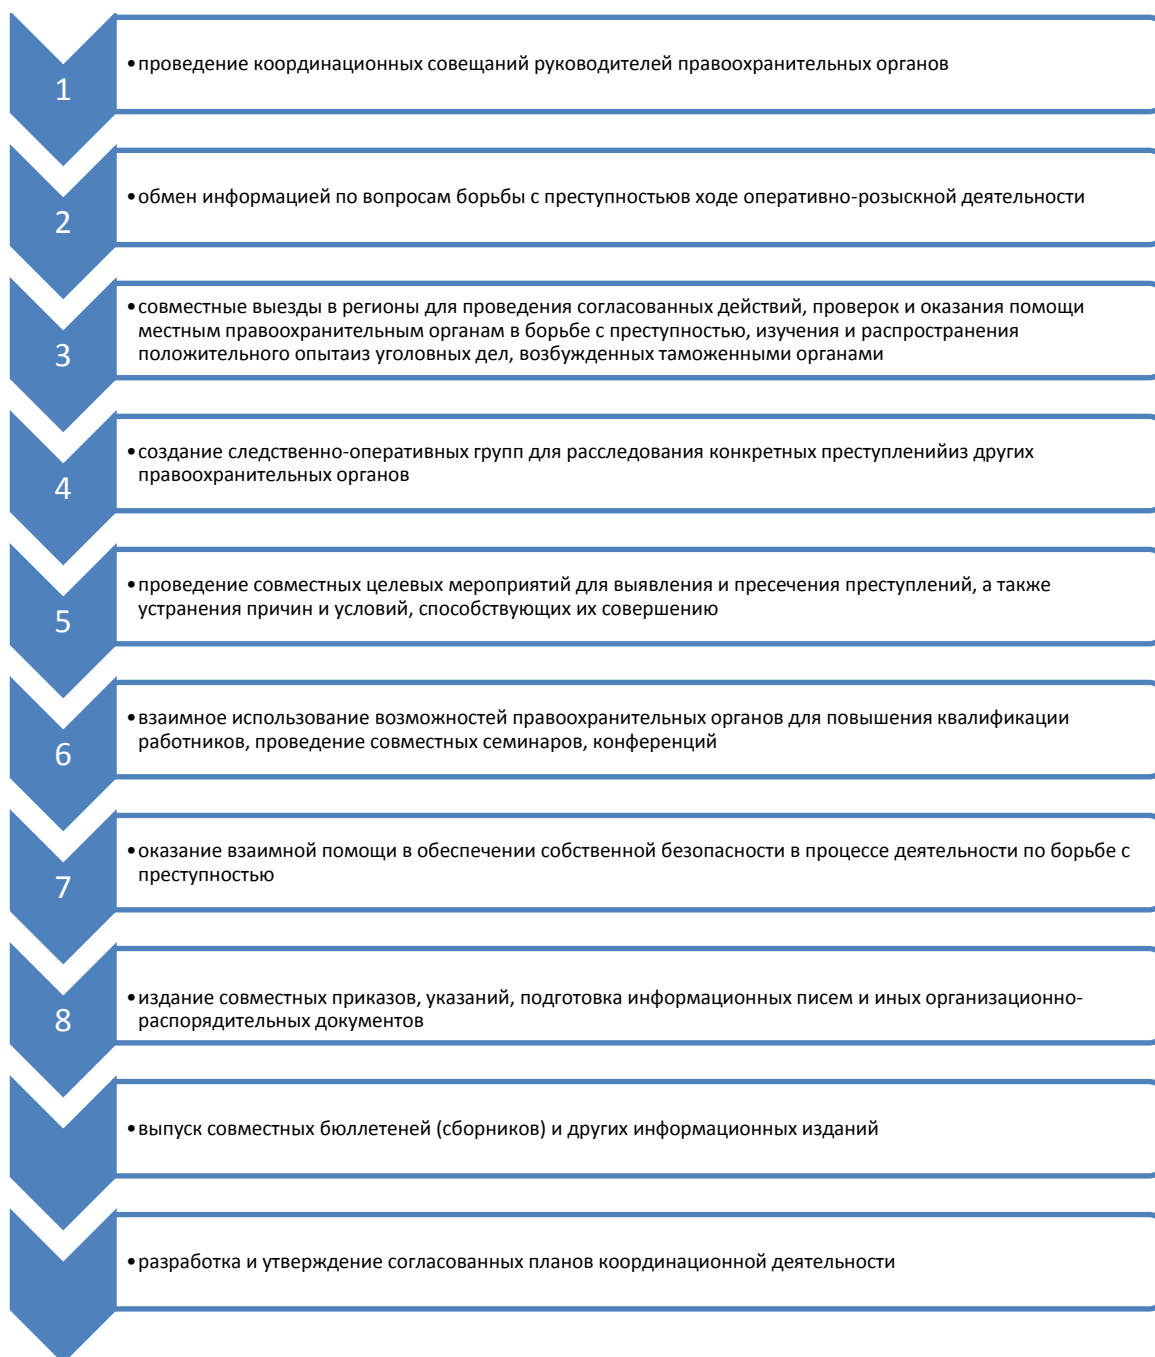 1
•проведение координационных совещаний руководителей правоохранительных органов
2
•обмен информацией по вопросам борьбы с преступностьюв ходе оперативно-розыскной деятельности
3
•совместные выезды в регионы для проведения согласованных действий, проверок и оказания помощи
местным правоохранительным органам в борьбе с преступностью, изучения и распространения
положительного опытаиз уголовных дел, возбужденных таможенными органами
4
•создание следственно-оперативных групп для расследования конкретных преступленийиз других
правоохранительных органов
5
•проведение совместных целевых мероприятий для выявления и пресечения преступлений, а также
устранения причин и условий, способствующих их совершению
6
•взаимное использование возможностей правоохранительных органов для повышения квалификации
работников, проведение совместных семинаров, конференций
7
•оказание взаимной помощи в обеспечении собственной безопасности в процессе деятельности по борьбе с
преступностью
8
•издание совместных приказов, указаний, подготовка информационных писем и иных организационно-
распорядительных документов
•выпуск совместных бюллетеней (сборников) и других информационных изданий
•разработка и утверждение согласованных планов координационной деятельности